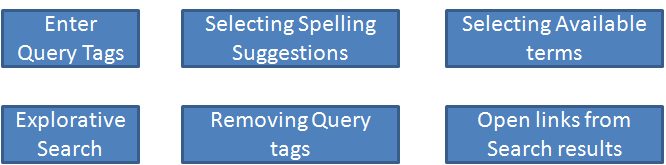 Enter
Query Tags
Selecting Spelling
Suggestions
Selecting Available
terms
Explorative
Search
Removing Query
tags
Open links from
Search results